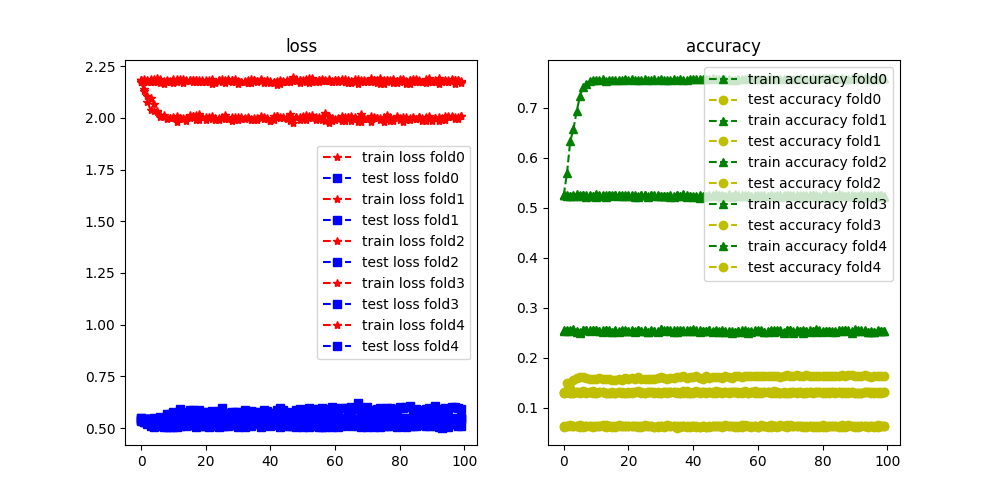 loss
2.25
2.00
1.75
1.50
1.25
1.00
0.75
0.50
0
20
40
60
80
100
train loss fold0
test loss fold0
train loss fold1
test loss fold1
train loss fold2
test loss fold2
train loss fold3
test loss fold3
train loss fold4
test loss fold4
accuracy
0.7
0.6
0.5
0.4
0.3
0.2
0.1
0
20
40
60
80
100
train accuracy fold0
test accuracy fold0
train accuracy fold1
test accuracy fold1
train accuracy fold2
test accuracy fold2
train accuracy fold3
test accuracy fold3
train accuracy fold4
test accuracy fold4